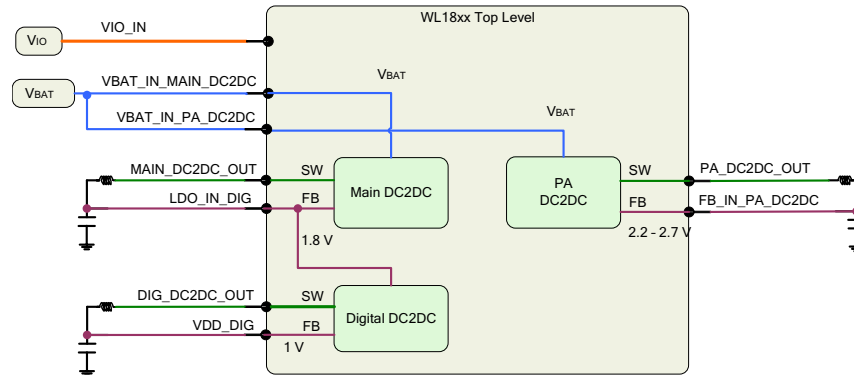 WL18xx Top Level
VIO
VIO_IN
VBAT
VBAT_IN_MAIN_DC2DC
VBAT
VBAT_IN_PA_DC2DC
VBAT
MAIN_DC2DC_OUT
SW
Main DC2DC
LDO_IN_DIG
FB
1.8 V
PA
DC2DC
SW
PA_DC2DC_OUT
FB
FB_IN_PA_DC2DC
2.2 – 2.7 V
DIG_DC2DC_OUT
SW
Digital DC2DC
VDD_DIG
FB
1 V